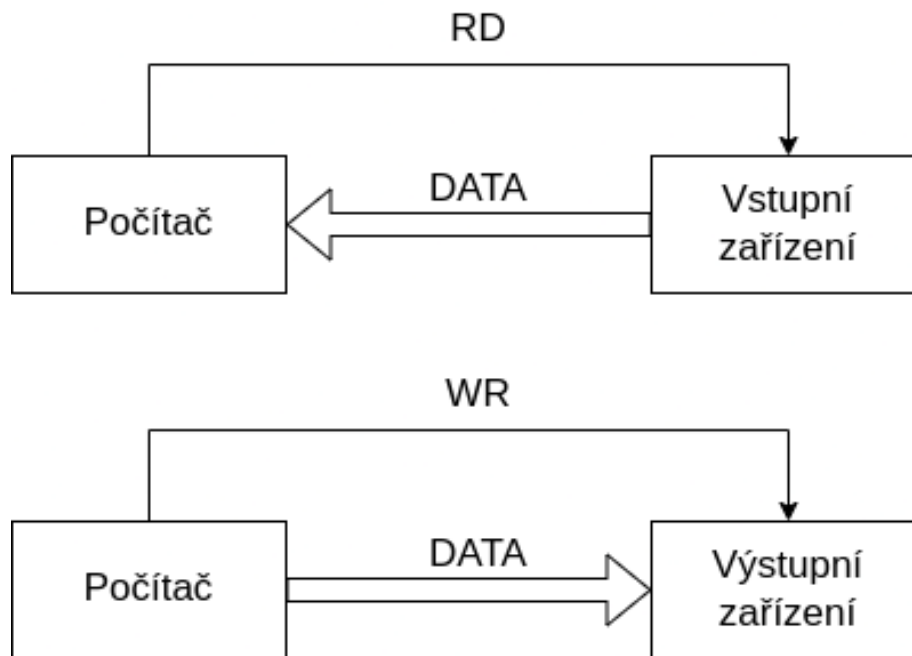 RD
Počítač
DATA
Vstupní
zařízení
WR
Počítač
DATA
Výstupní
zařízení